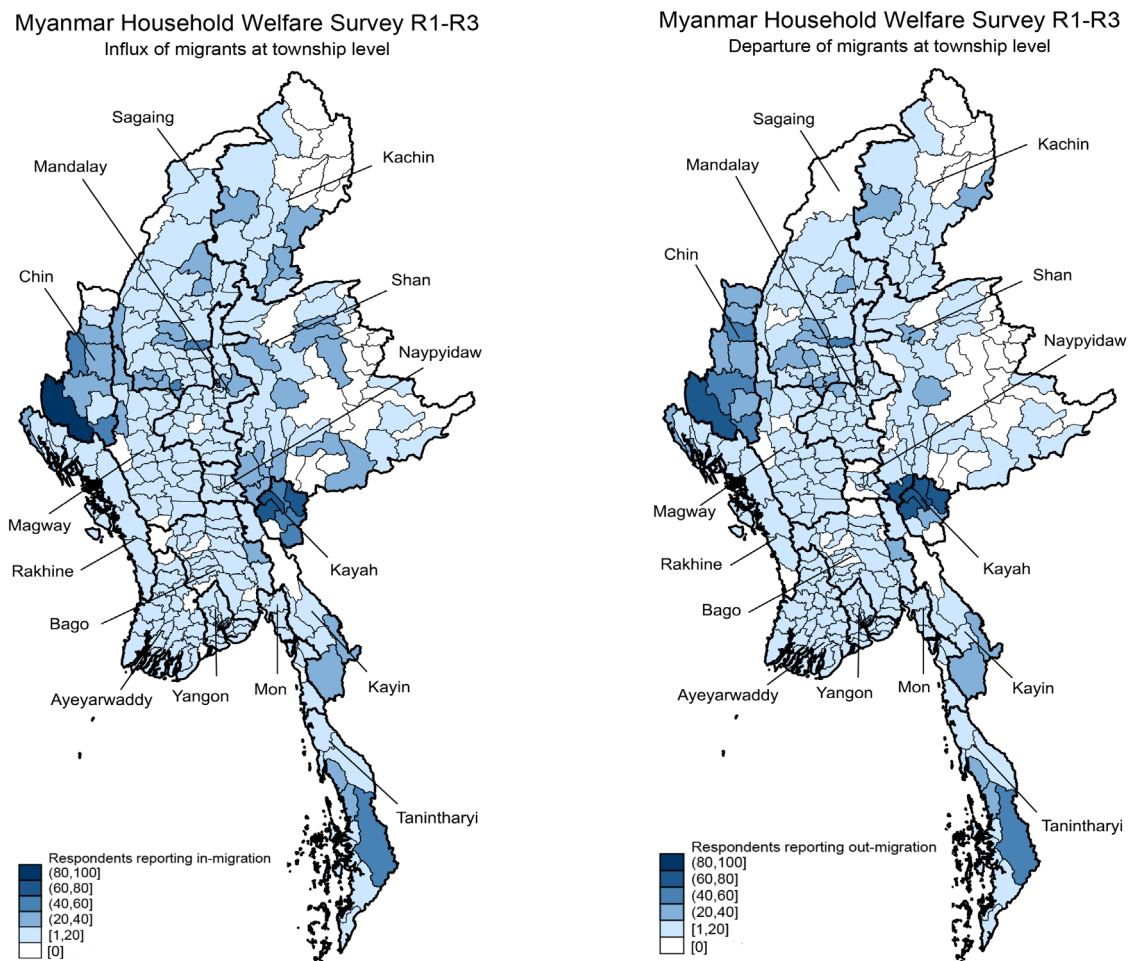 Myanmar Household Welfare Survey R1-R3
Influx of migrants at township level
Sagaing
Mandalay
Kachin
Chin
Shan
Naypyidaw
Magway
Rakhine
Kayah
Bago
Ayeyarwaddy
Yangon
Mon
Kayin
Tanintharyi
Respondents reporting in-migration
(80,100]
(60,80]
(40,60]
(20,40]
[1,20]
[0]
Myanmar Household Welfare Survey R1-R3
Departure of migrants at township level
Sagaing
Mandalay
Kachin
Chin
Shan
Naypyidaw
Magway
Rakhine
Kayah
Bago
Ayeyarwaddy
Yangon
Mon
Kayin
Tanintharyi
Respondents reporting out-migration
(80,100]
(60,80]
(40,60]
(20,40]
[1,20]
[0]